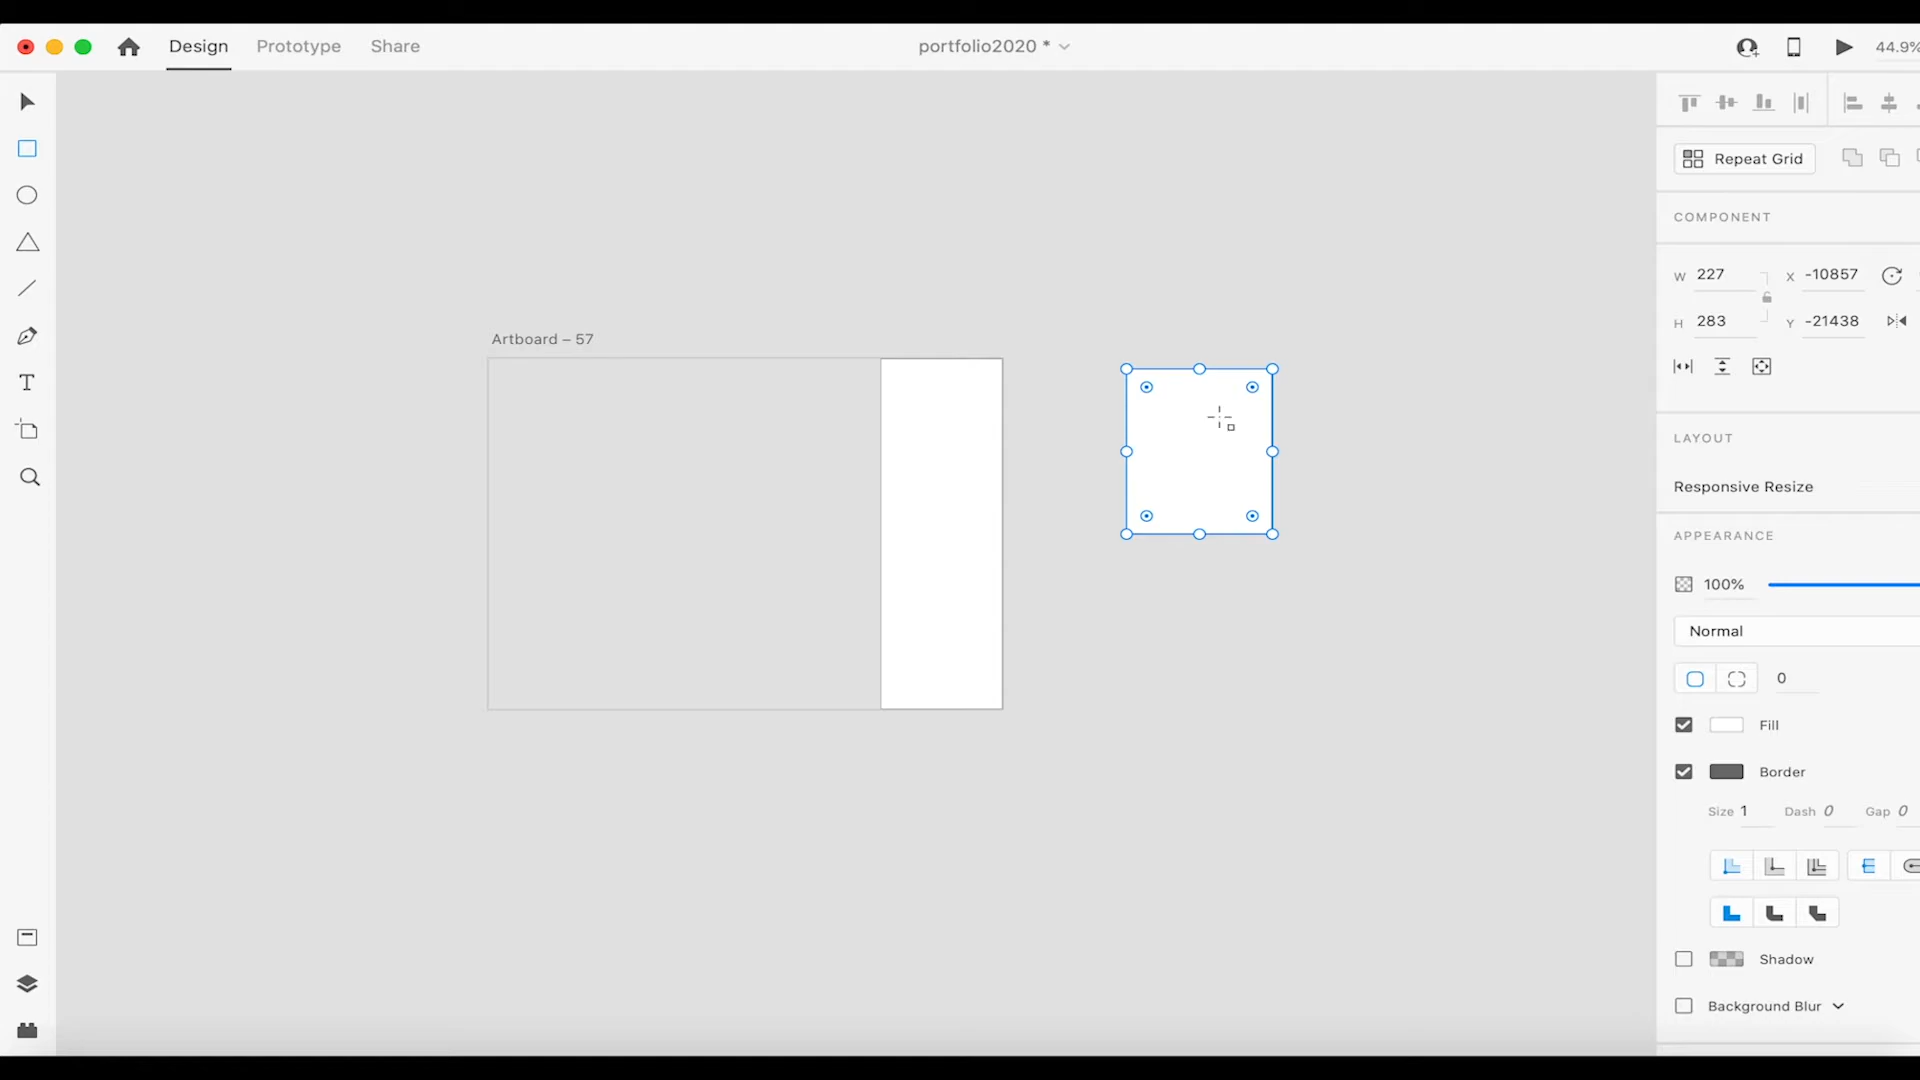 Design Prototype Share portfolio2020 * 44.9%
Repeat Grid
COMPONENT
W 227 X -10857
H 283 Y -21438
Artboard – 57
T
LAYOUT
Responsive Resize
APPEARANCE
100%
Normal
0
Fill
Border
Size 1 Dash 0 Gap 0
Shadow
Background Blur